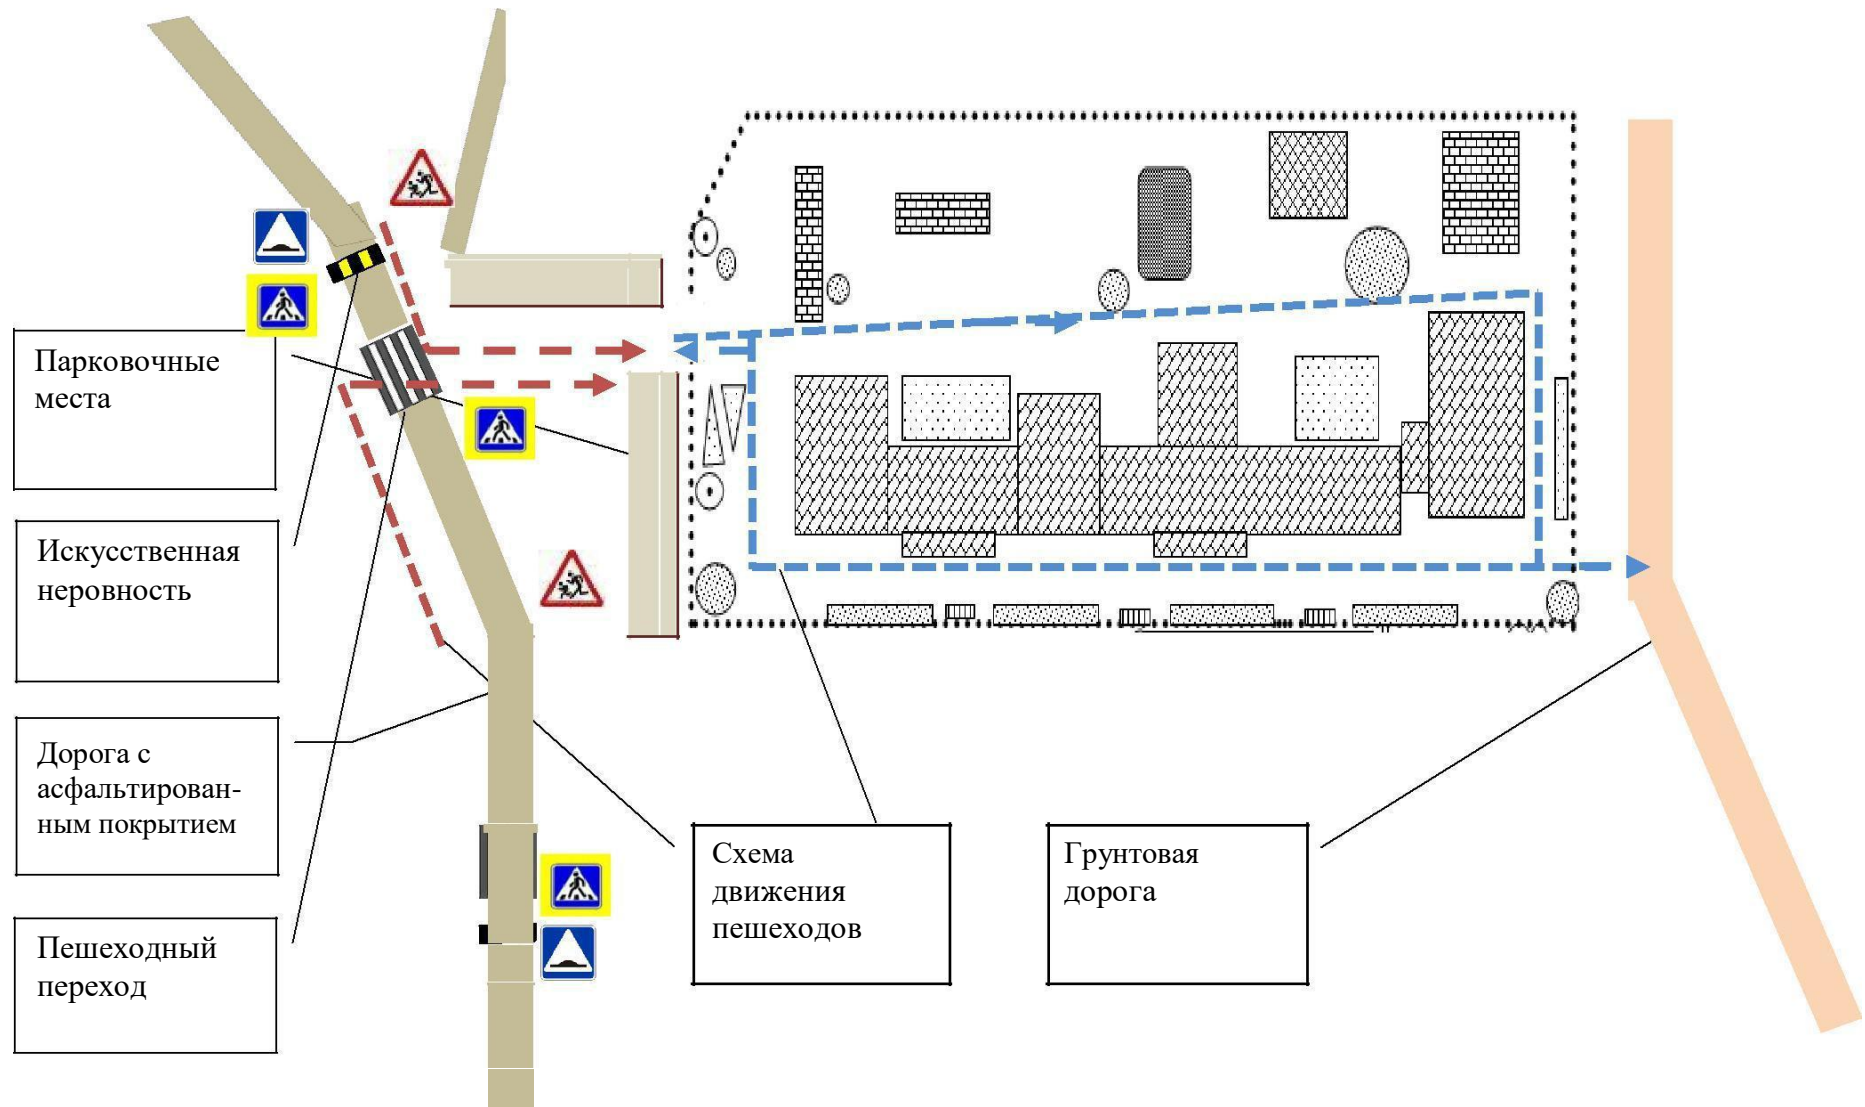 Парковочные
места
Искусственная
неровность
Дорога с
асфальтирован-
ным покрытием
Пешеходный
переход
Схема
движения
пешеходов
Грунтовая
дорога